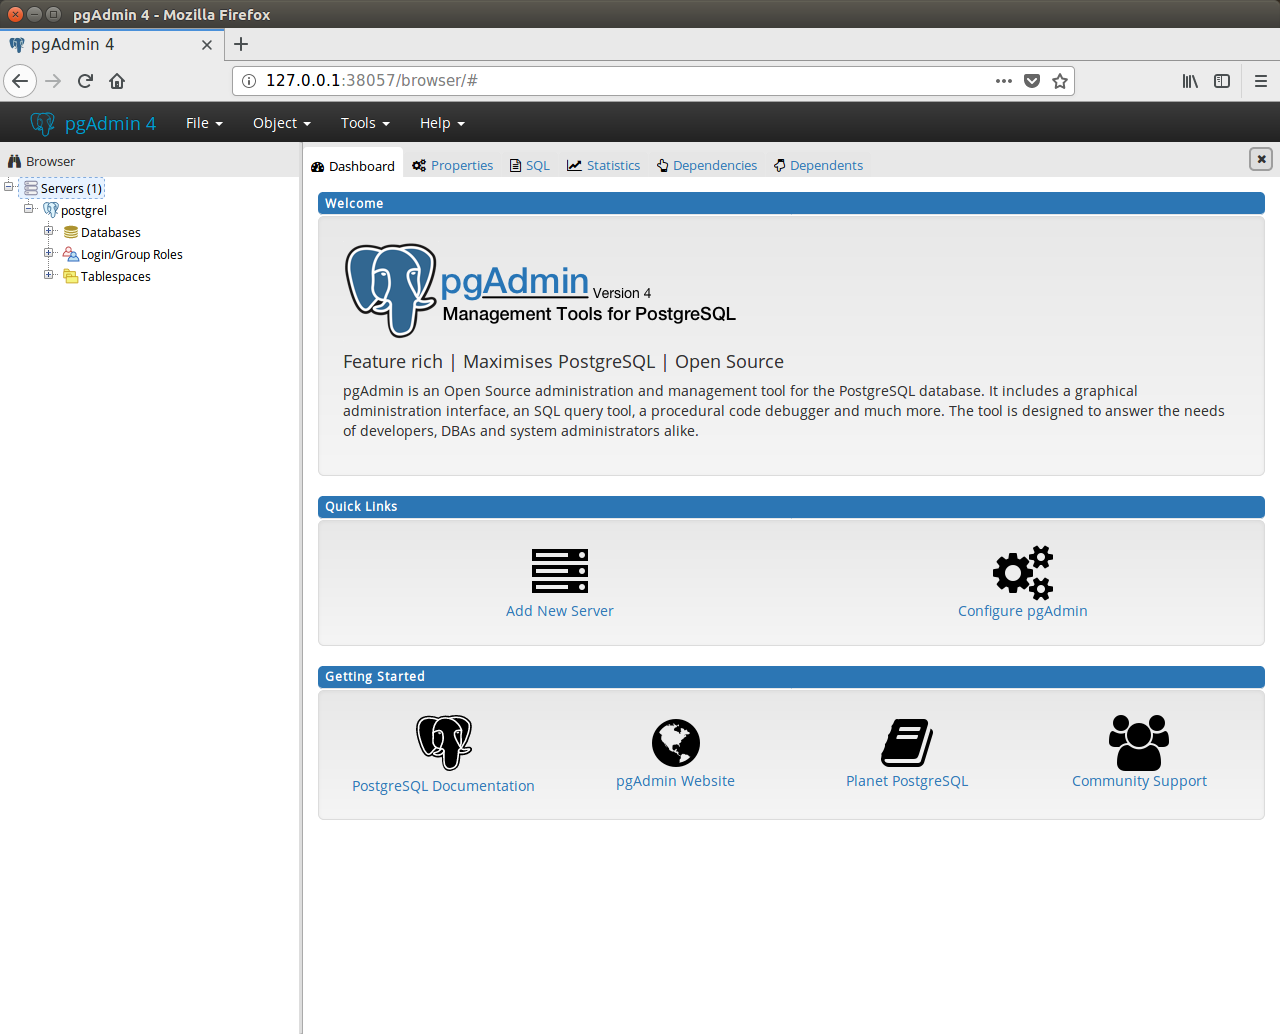 pgAdmin 4 - Mozilla Firefox
pgAdmin 4
127.0.0.1:38057/browser/#
pgAdmin 4 File Object Tools Help
Browser
Dashboard Properties SQL Statistics Dependencies Dependents
Servers (1)
postgrel
Databases
Login/Group Roles
Tablespaces
Welcome
pgAdmin Version 4
Management Tools for PostgreSQL
Feature rich | Maximises PostgreSQL | Open Source
pgAdmin is an Open Source administration and management tool for the PostgreSQL database. It includes a graphical
administration interface, an SQL query tool, a procedural code debugger and much more. The tool is designed to answer the needs
of developers, DBAs and system administrators alike.
Quick Links
Add New Server
Configure pgAdmin
Getting Started
PostgreSQL Documentation
pgAdmin Website
Planet PostgreSQL
Community Support